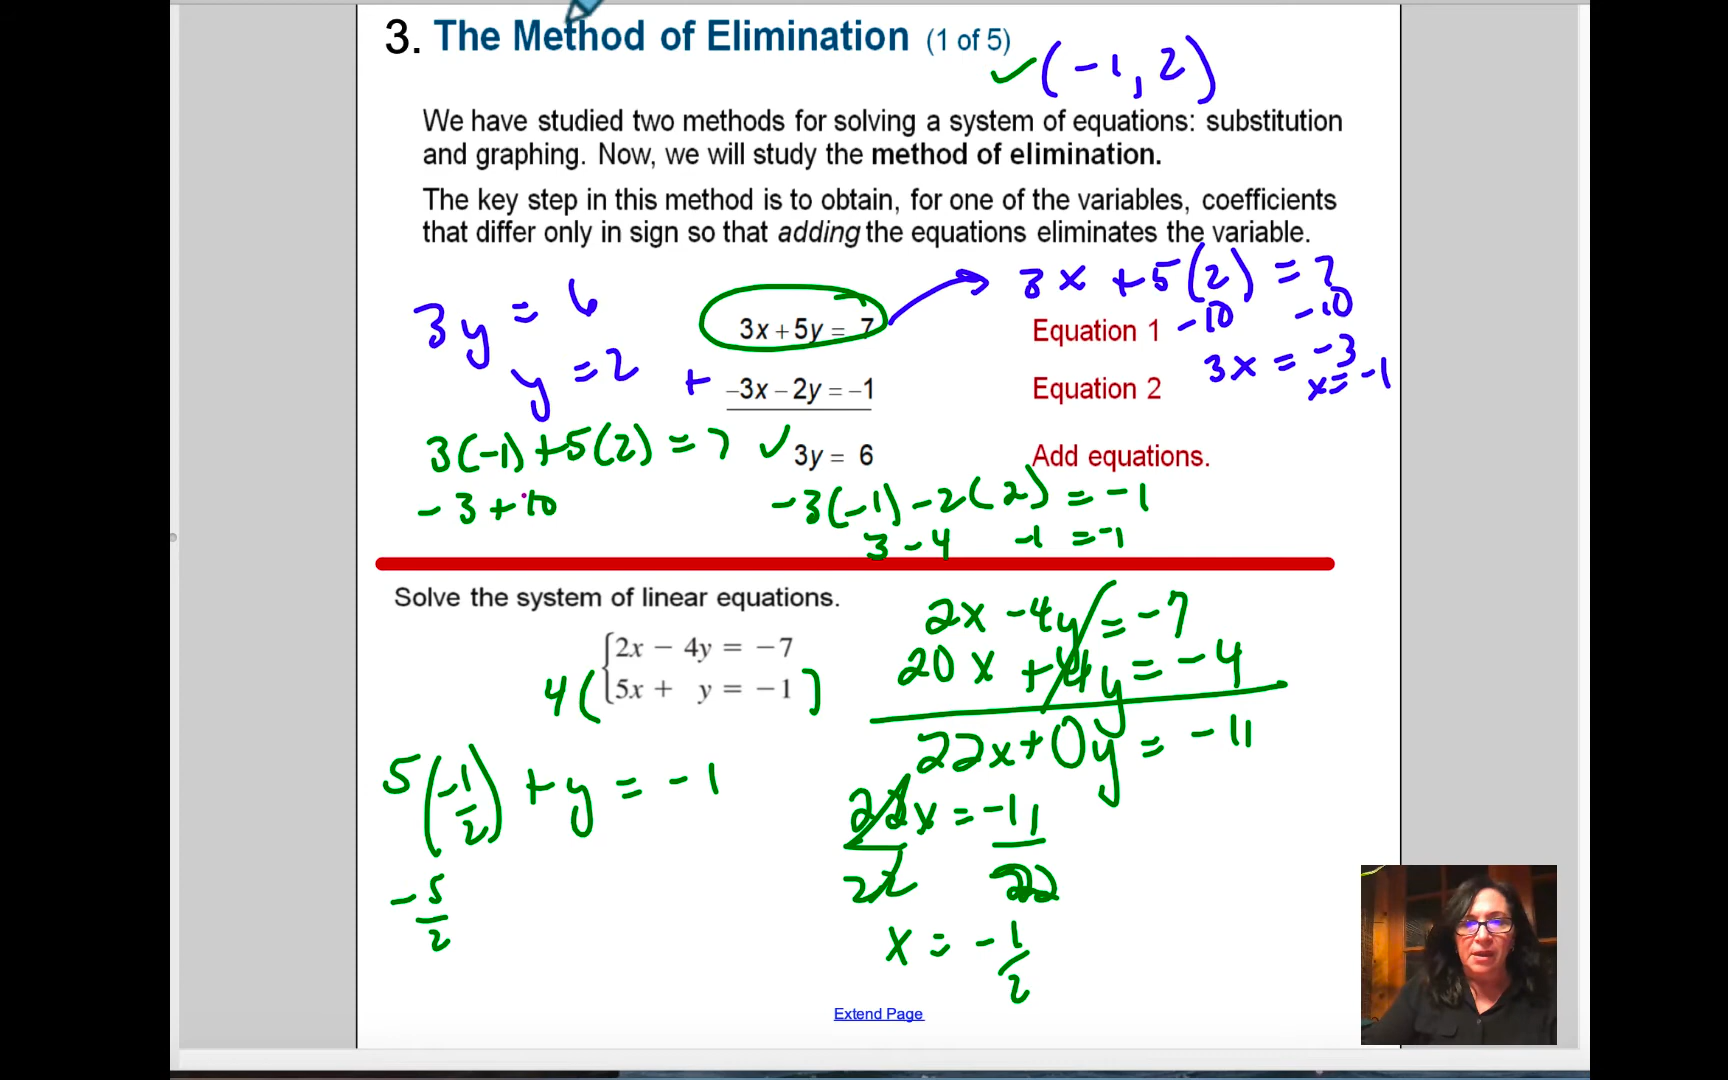 3. The Method of Elimination (1 of 5)
✓(-1, 2)
We have studied two methods for solving a system of equations: substitution
and graphing. Now, we will study the method of elimination.
The key step in this method is to obtain, for one of the variables, coefficients
that differ only in sign so that adding the equations eliminates the variable.
3y = 6
y = 2
3x + 5y = 7
Equation 1
+ -3x - 2y = -1
Equation 2
3y = 6
Add equations.
3x + 5(2) = 7
-10 -10
3x = -3
x = -1
3(-1) + 5(2) = 7 ✓
-3 + 10
-3(-1) - 2(2) = -1
3 - 4 -1 = -1
Solve the system of linear equations.
2x - 4y = -7
4(5x + y = -1)
2x - 4y = -7
20x + 4y = -4
22x + 0y = -11
22x = -11
22 22
x = -1/2
5(-1/2) + y = -1
-5/2
Extend Page